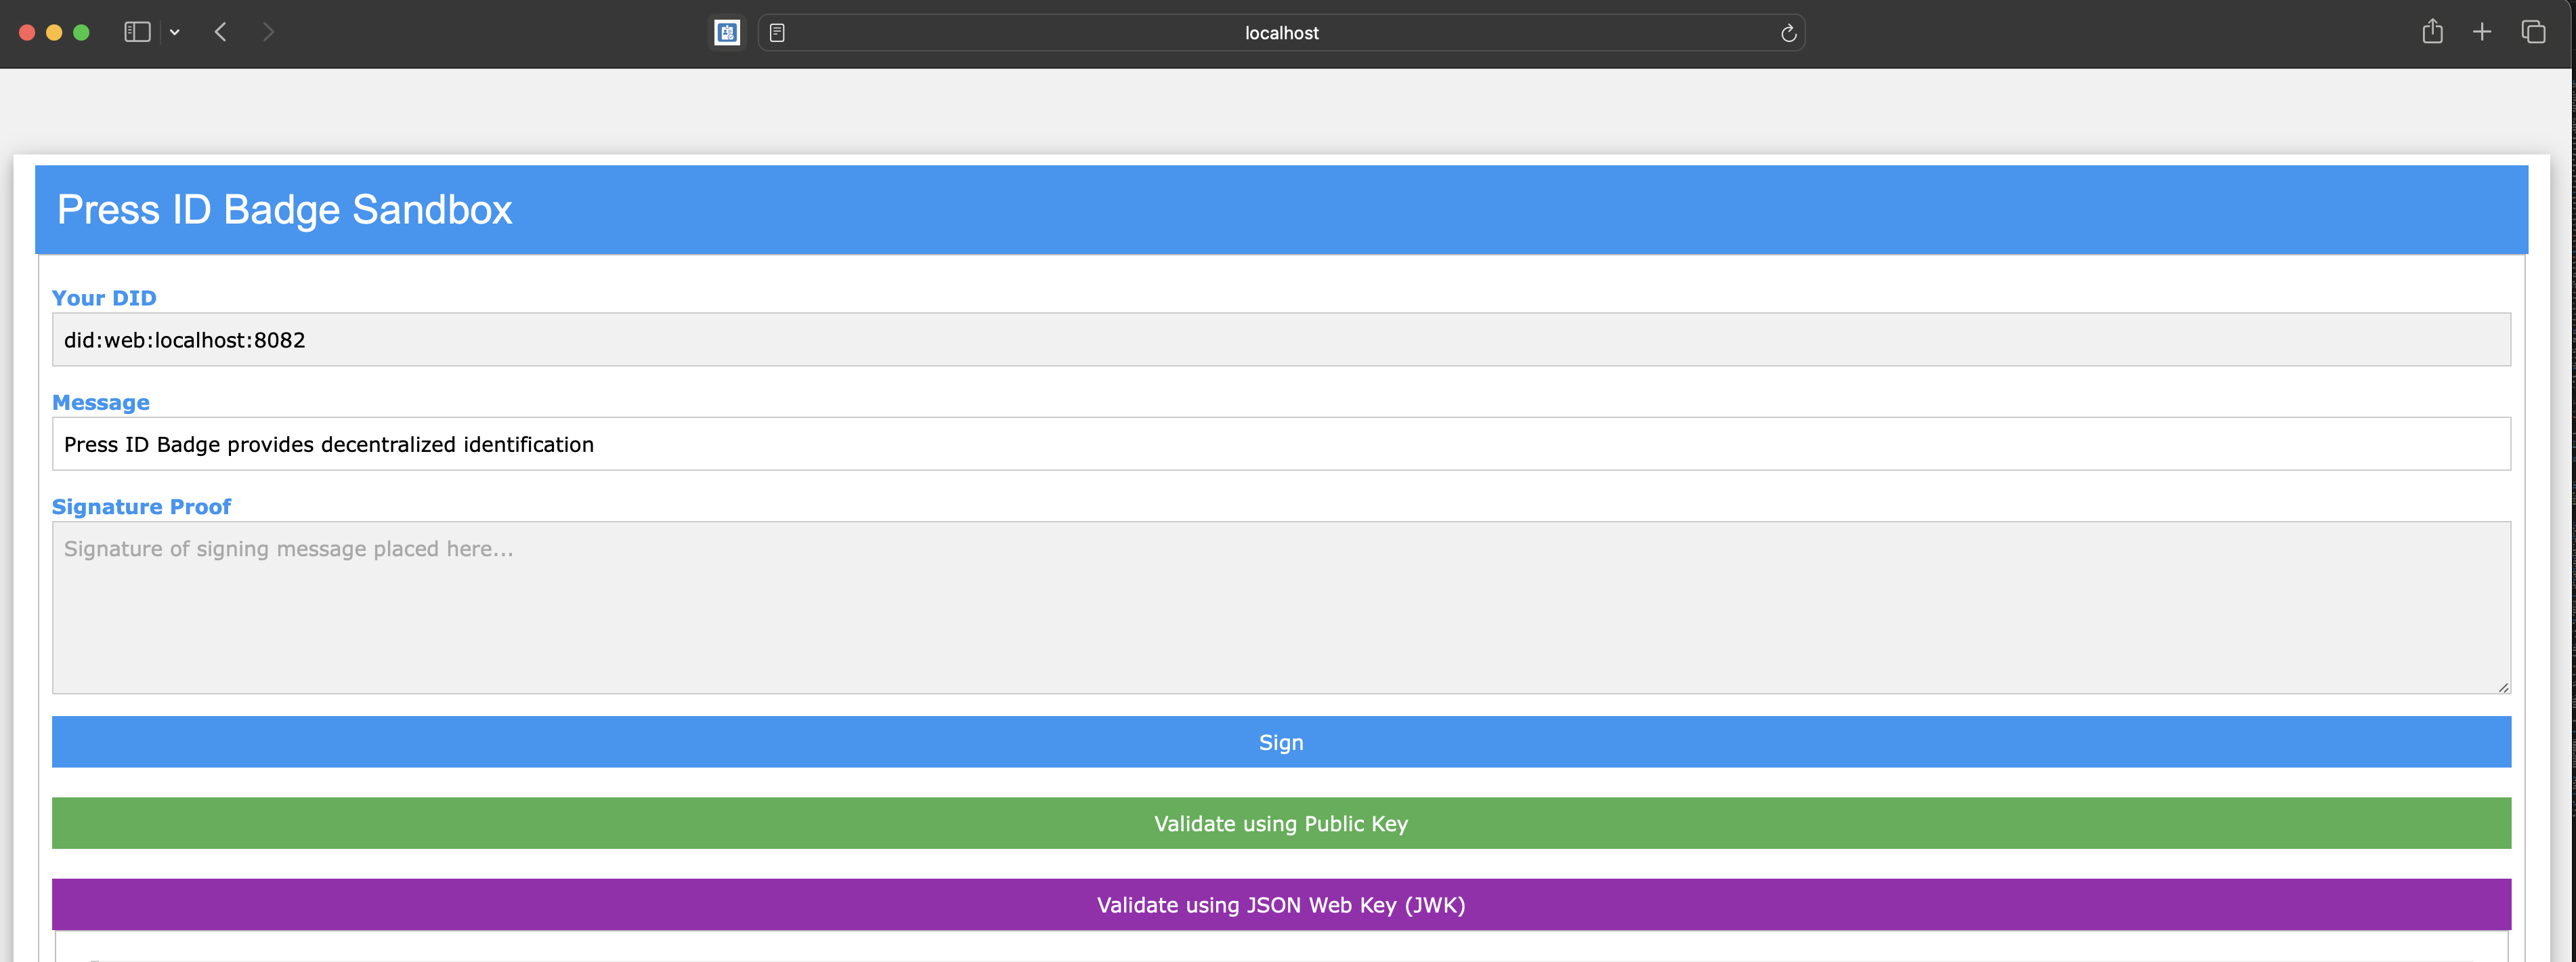 localhost
Press ID Badge Sandbox
Your DID
did:web:localhost:8082
Message
Press ID Badge provides decentralized identification
Signature Proof
Signature of signing message placed here...
Sign
Validate using Public Key
Validate using JSON Web Key (JWK)